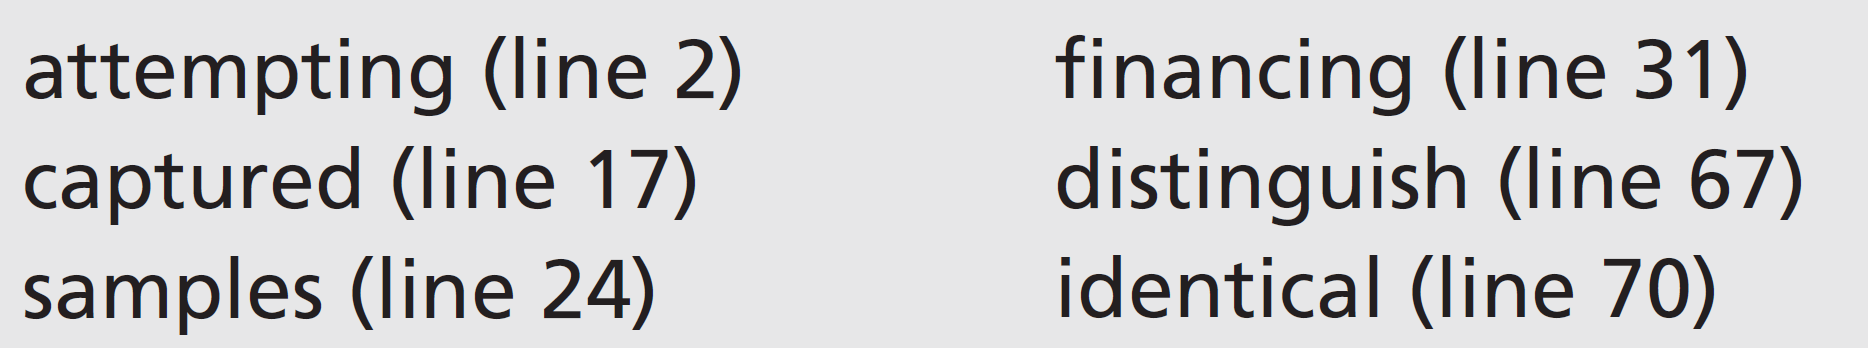 attempting (line 2)
captured (line 17)
samples (line 24)
financing (line 31)
distinguish (line 67)
identical (line 70)